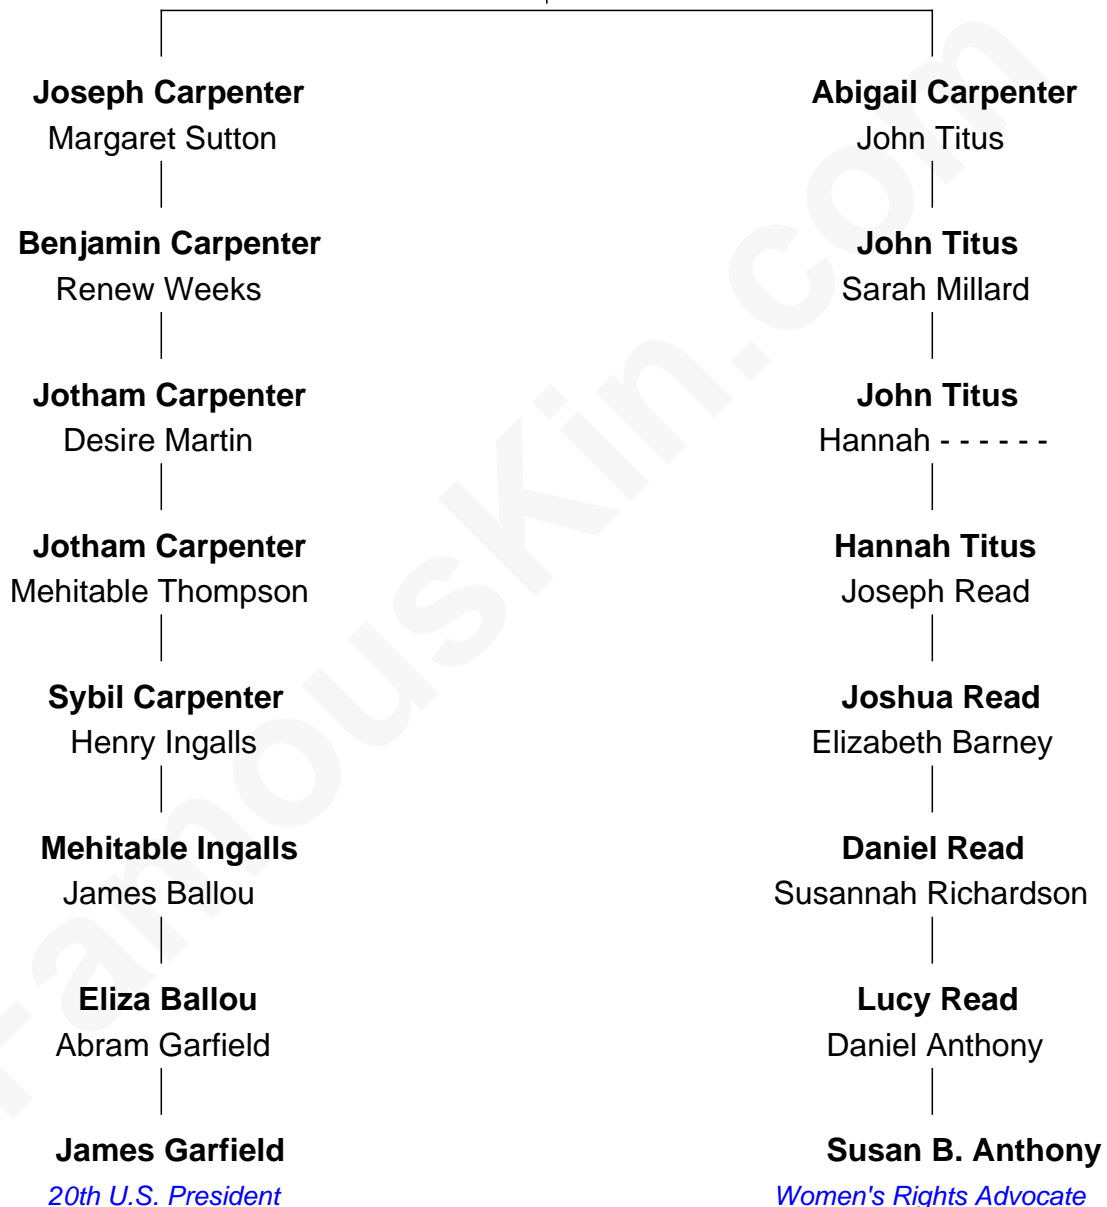 Joseph Carpenter
Margaret Sutton
Abigail Carpenter
John Titus
Benjamin Carpenter
Renew Weeks
John Titus
Sarah Millard
Jotham Carpenter
Desire Martin
John Titus
Hannah - - - - - -
Jotham Carpenter
Mehitable Thompson
Hannah Titus
Joseph Read
Sybil Carpenter
Henry Ingalls
Joshua Read
Elizabeth Barney
Mehitable Ingalls
James Ballou
Daniel Read
Susannah Richardson
Eliza Ballou
Abram Garfield
Lucy Read
Daniel Anthony
James Garfield
20th U.S. President
Susan B. Anthony
Women's Rights Advocate
FamousKin.com